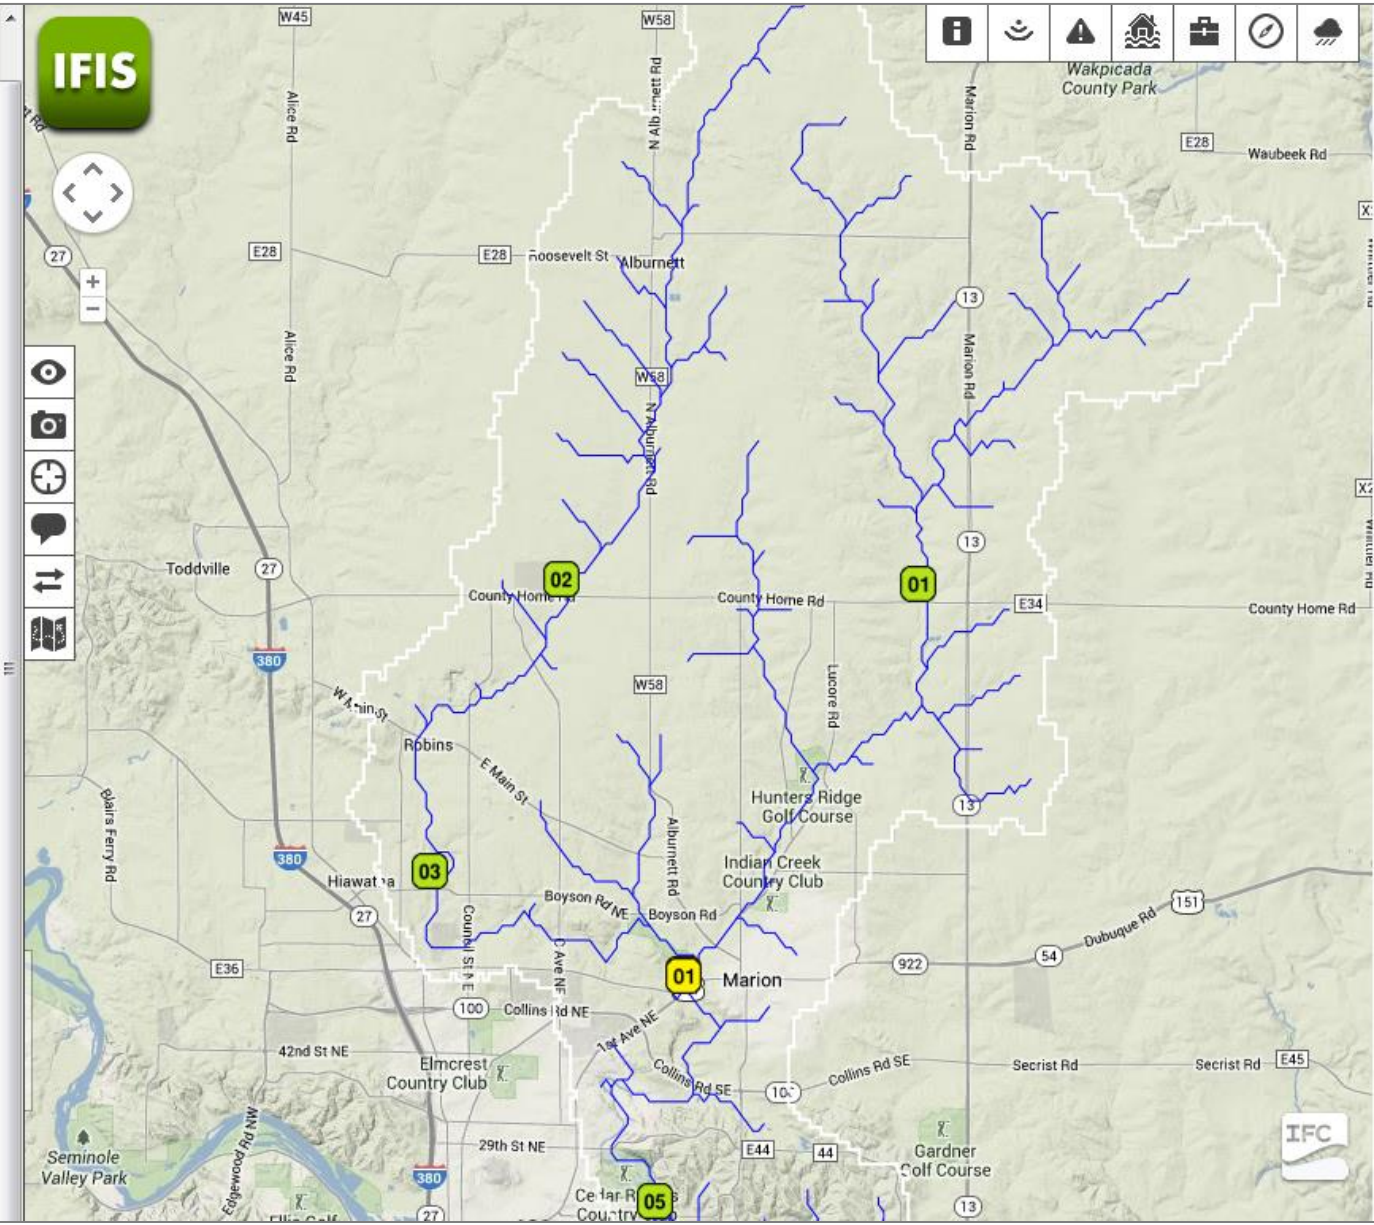 W45
W58
IFIS
Wakpicada
County Park
Alice Rd
Marion Rd
E28
Waubeek Rd
27
E28
E28
Roosevelt St
Alburnett
13
Alice Rd
Marion Rd
W58
N Alburnett Rd
13
Toddville
27
02
01
County Home Rd
County Home Rd
E34
County Home Rd
380
W58
Lucore Rd
Robins
E Main St
Hunters Ridge
Golf Course
13
Blairs Ferry Rd
Alburnett Rd
380
Indian Creek
Country Club
03
Hiawatha
27
Boyson Rd NE
Boyson Rd
151
Council St NE
C Ave NE
Dubuque Rd
54
922
E36
01
Marion
100
Collins Rd NE
1st Ave NE
42nd St NE
Elmcrest
Country Club
Collins Rd SE
Collins Rd SE
Secrist Rd
Secrist Rd
E45
Edgewood Rd NW
29th St NE
E44
44
IFC
Seminole
Valley Park
Gardner
Golf Course
380
05
27
13